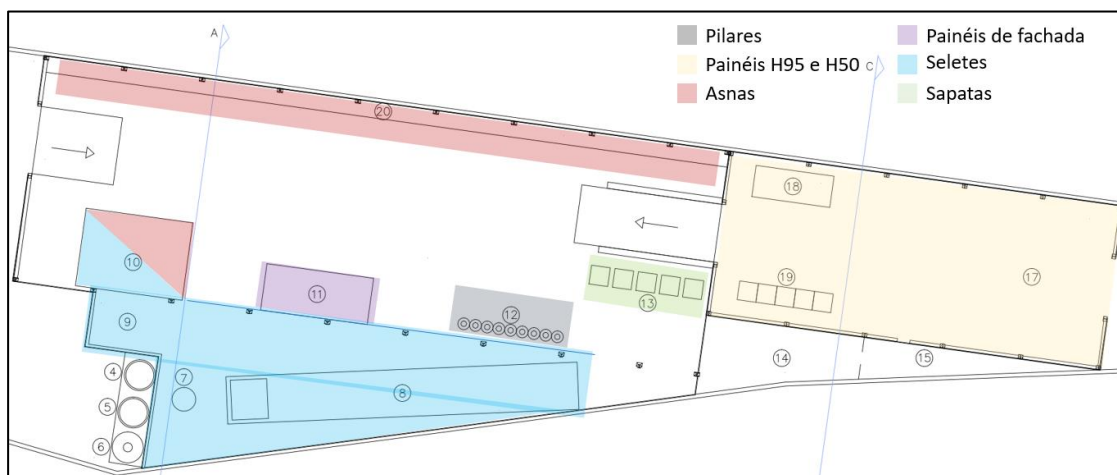 A
Pilares
Painéis H95 e H50
Asnas
Painéis de fachada
Seletes
Sapatas
C
20
18
10
19
17
11
13
12
9
14
15
4
7
8
5
6